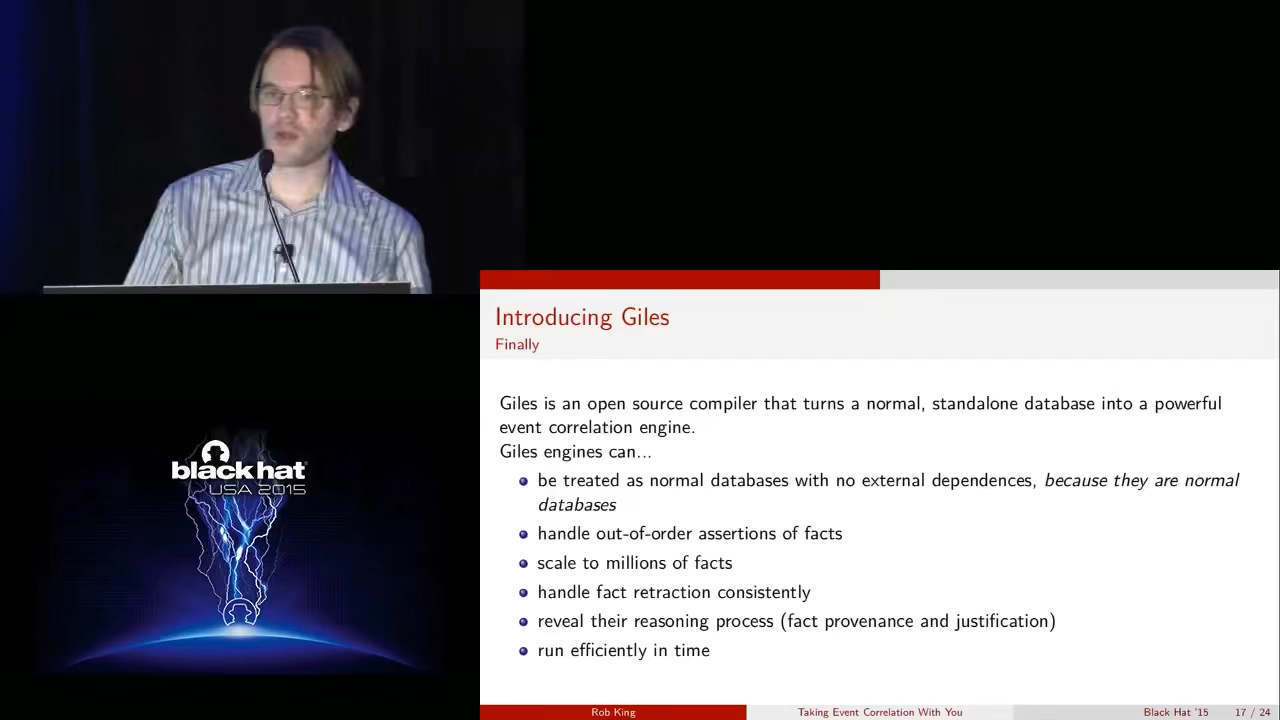 black hat
USA 2015
Introducing Giles
Finally
Giles is an open source compiler that turns a normal, standalone database into a powerful
event correlation engine.
Giles engines can...
be treated as normal databases with no external dependences, because they are normal
databases
handle out-of-order assertions of facts
scale to millions of facts
handle fact retraction consistently
reveal their reasoning process (fact provenance and justification)
run efficiently in time
Rob King
Taking Event Correlation With You
Black Hat '15
17 / 24